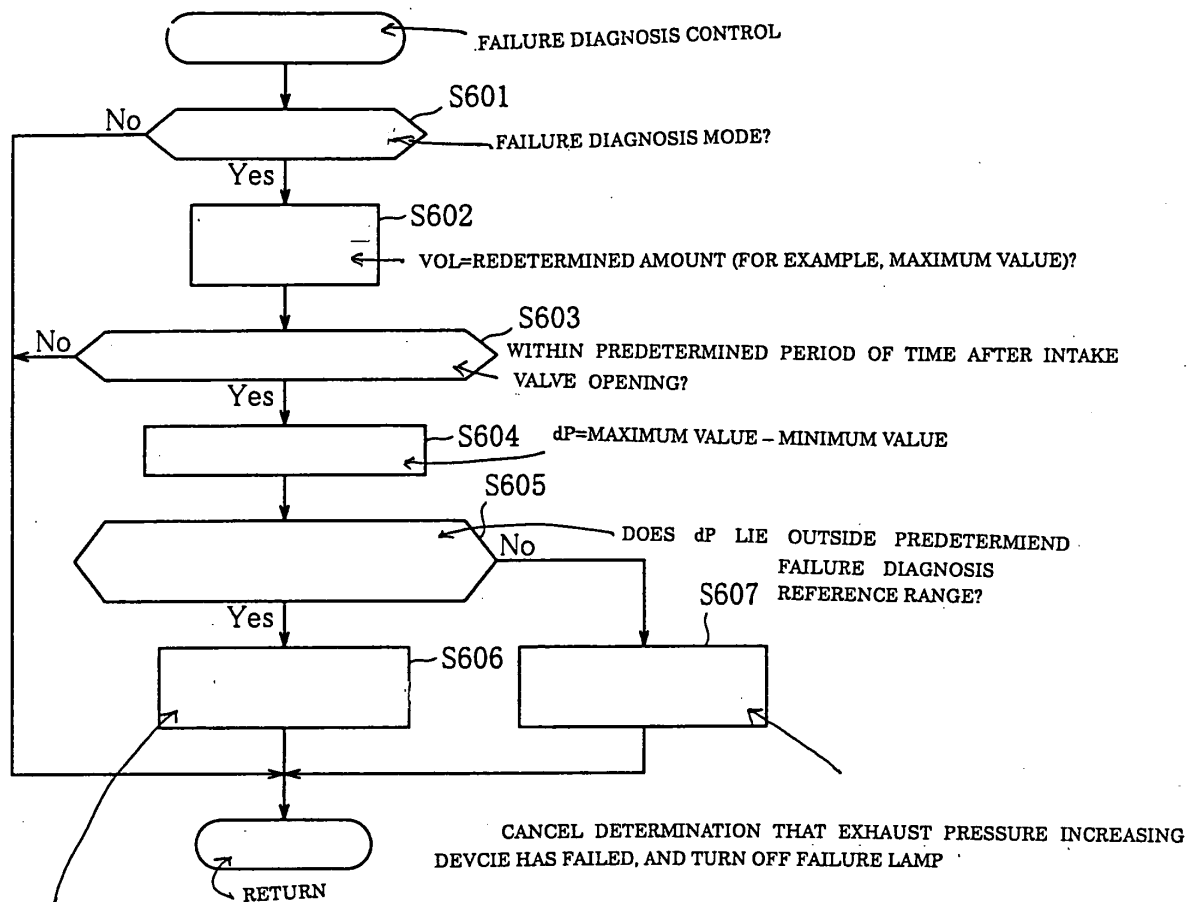 FAILURE DIAGNOSIS CONTROL
S601
No
FAILURE DIAGNOSIS MODE?
Yes
S602
VOL=REDETERMINED AMOUNT (FOR EXAMPLE, MAXIMUM VALUE)?
S603
No
WITHIN PREDETERMINED PERIOD OF TIME AFTER INTAKE
VALVE OPENING?
Yes
S604
dP=MAXIMUM VALUE – MINIMUM VALUE
S605
No
DOES dP LIE OUTSIDE PREDETERMIEND
FAILURE DIAGNOSIS
REFERENCE RANGE?
Yes
S607
S606
CANCEL DETERMINATION THAT EXHAUST PRESSURE INCREASING
DEVCIE HAS FAILED, AND TURN OFF FAILURE LAMP
RETURN